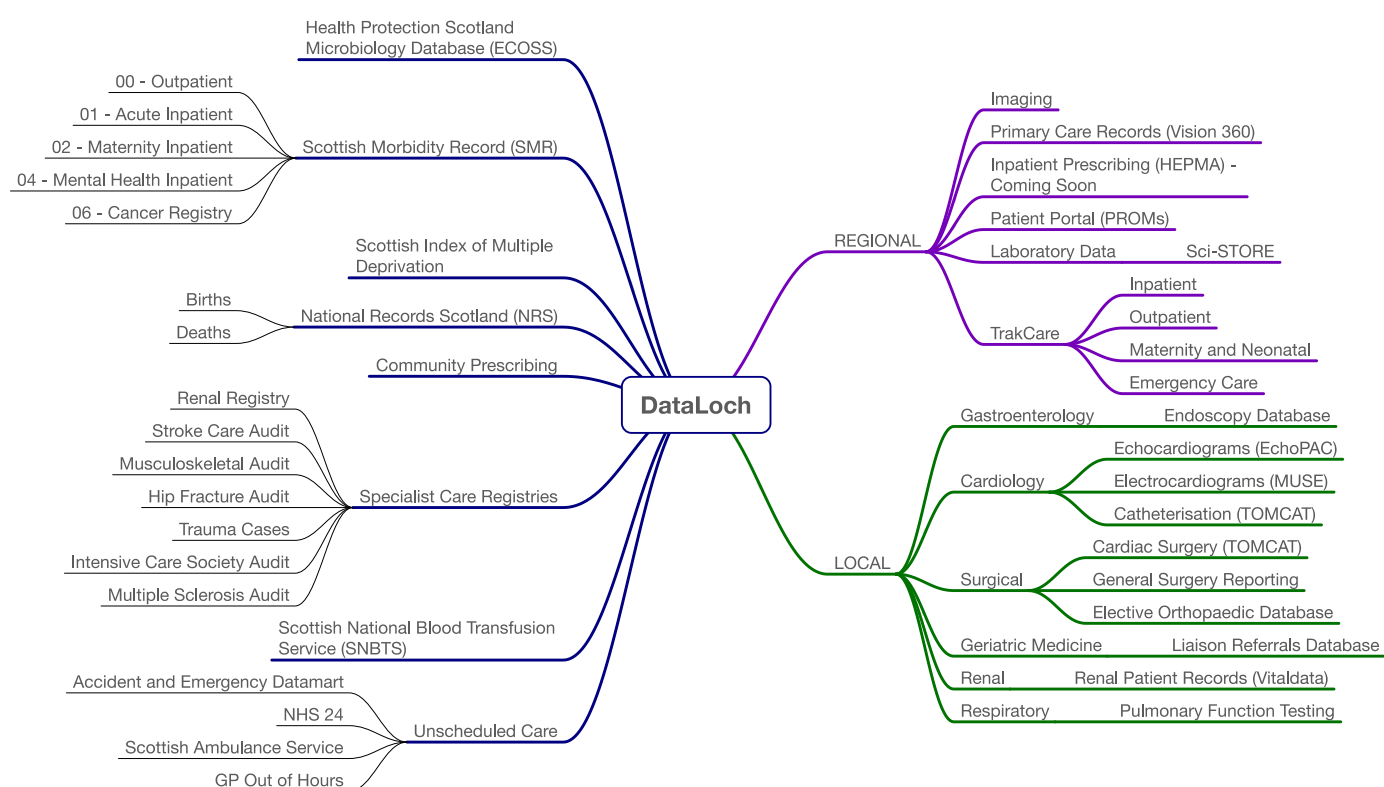 Health Protection Scotland
Microbiology Database (ECOSS)
00 - Outpatient
01 - Acute Inpatient
02 - Maternity Inpatient
04 - Mental Health Inpatient
06 - Cancer Registry
Scottish Morbidity Record (SMR)
Scottish Index of Multiple
Deprivation
Births
Deaths
National Records Scotland (NRS)
Community Prescribing
Renal Registry
Stroke Care Audit
Musculoskeletal Audit
Hip Fracture Audit
Trauma Cases
Intensive Care Society Audit
Multiple Sclerosis Audit
Specialist Care Registries
Scottish National Blood Transfusion
Service (SNBTS)
Accident and Emergency Datamart
NHS 24
Scottish Ambulance Service
GP Out of Hours
Unscheduled Care
DataLoch
REGIONAL
Imaging
Primary Care Records (Vision 360)
Inpatient Prescribing (HEPMA) -
Coming Soon
Patient Portal (PROMs)
Laboratory Data
Sci-STORE
TrakCare
Inpatient
Outpatient
Maternity and Neonatal
Emergency Care
LOCAL
Gastroenterology
Endoscopy Database
Cardiology
Echocardiograms (EchoPAC)
Electrocardiograms (MUSE)
Catheterisation (TOMCAT)
Surgical
Cardiac Surgery (TOMCAT)
General Surgery Reporting
Elective Orthopaedic Database
Geriatric Medicine
Liaison Referrals Database
Renal
Renal Patient Records (Vitaldata)
Respiratory
Pulmonary Function Testing